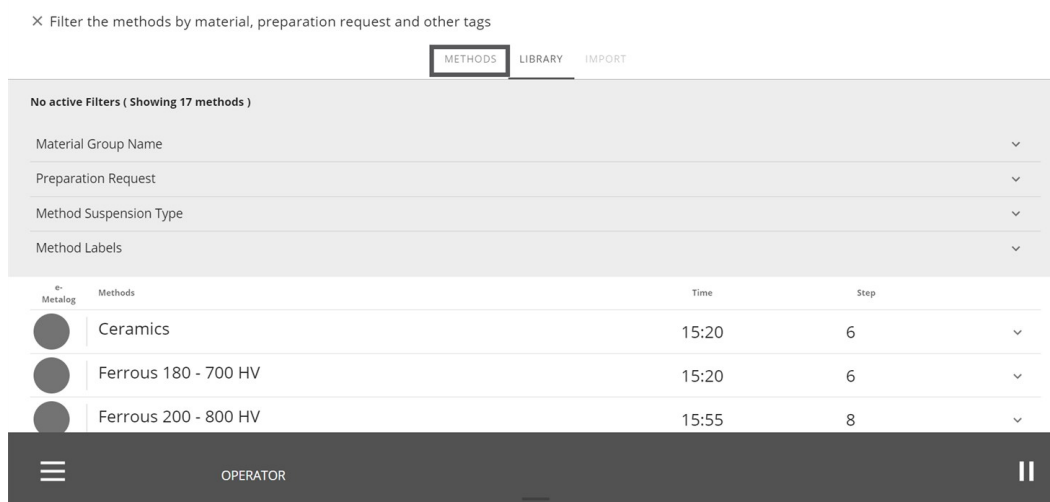 × Filter the methods by material, preparation request and other tags
METHODS LIBRARY IMPORT
No active Filters ( Showing 17 methods )
Material Group Name
Preparation Request
Method Suspension Type
Method Labels
e-
Metalog Methods Time Step
Ceramics 15:20 6
Ferrous 180 - 700 HV 15:20 6
Ferrous 200 - 800 HV 15:55 8
OPERATOR